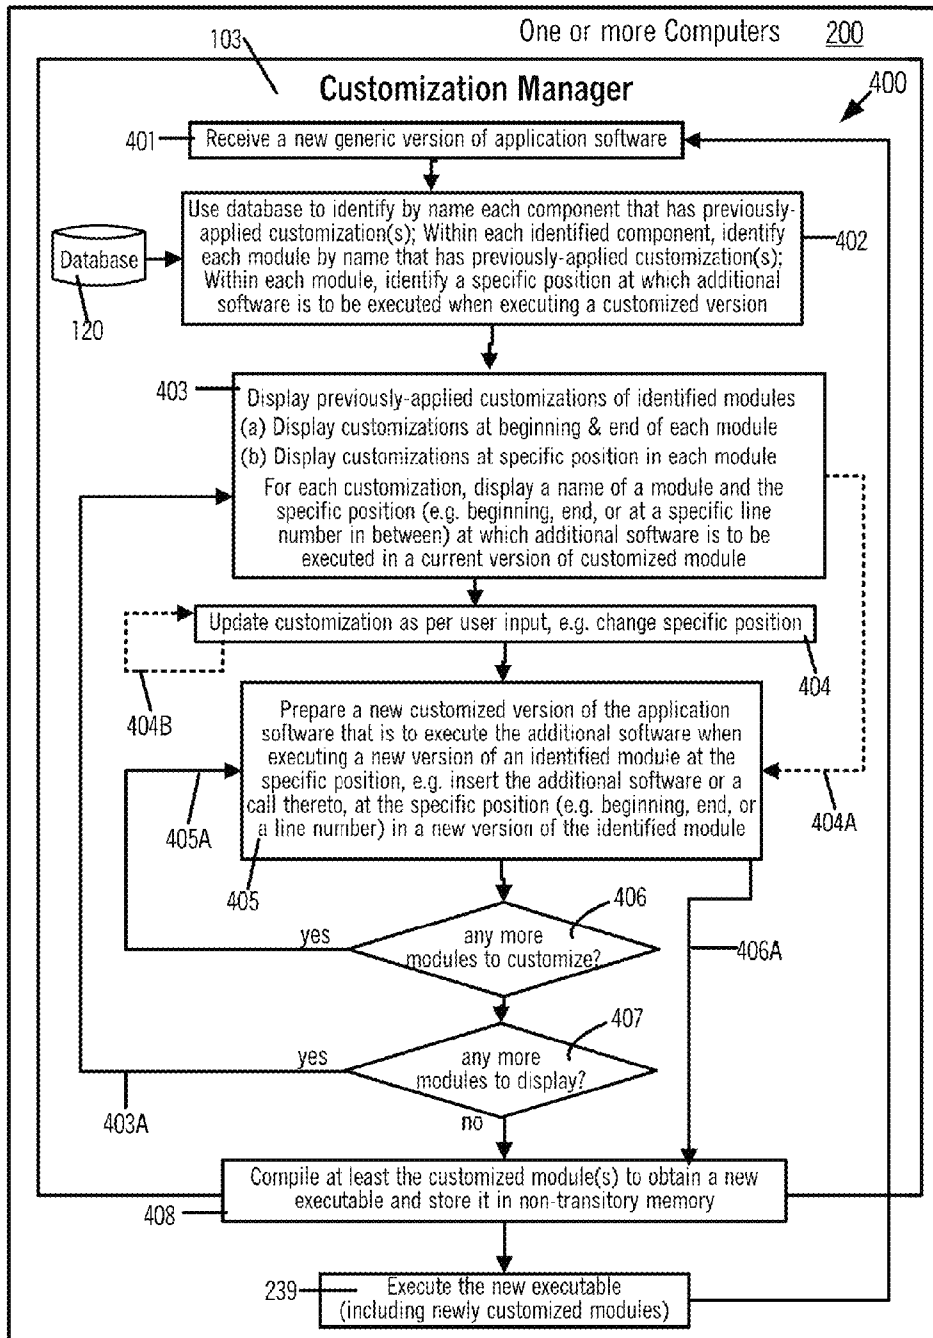 One or more Computers 200
103
Customization Manager
400
401
Receive a new generic version of application software
Use database to identify by name each component that has previously-
applied customization(s); Within each identified component, identify
each module by name that has previously-applied customization(s);
Within each module, identify a specific position at which additional
software is to be executed when executing a customized version
402
Database
120
403
Display previously-applied customizations of identified modules
(a) Display customizations at beginning & end of each module
(b) Display customizations at specific position in each module
For each customization, display a name of a module and the
specific position (e.g. beginning, end, or at a specific line
number in between) at which additional software is to be
executed in a current version of customized module
Update customization as per user input, e.g. change specific position
404
404B
Prepare a new customized version of the application
software that is to execute the additional software when
executing a new version of an identified module at the
specific position, e.g. insert the additional software or a
call thereto, at the specific position (e.g. beginning, end, or
a line number) in a new version of the identified module
404A
405A
405
406
yes
any more
modules to customize?
406A
407
yes
any more
modules to display?
403A
no
Compile at least the customized module(s) to obtain a new
executable and store it in non-transitory memory
408
239
Execute the new executable
(including newly customized modules)